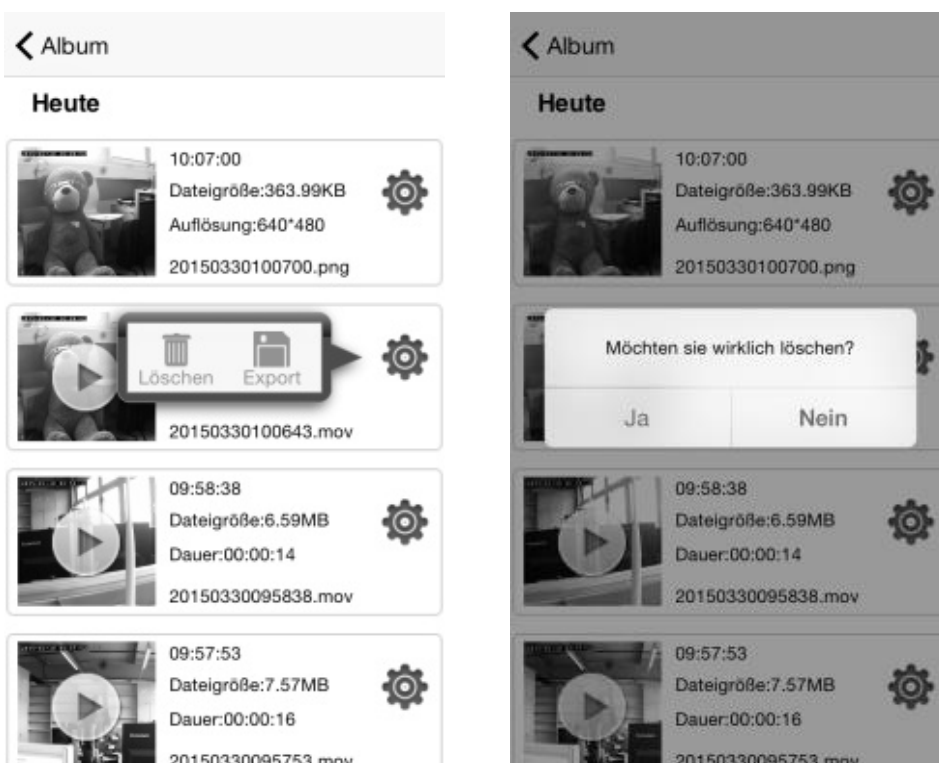 Album
Heute
10:07:00
Dateigröße:363.99KB
Auflösung:640*480
20150330100700.png
Löschen
Export
20150330100643.mov
09:58:38
Dateigröße:6.59MB
Dauer:00:00:14
20150330095838.mov
09:57:53
Dateigröße:7.57MB
Dauer:00:00:16
20150330095753.mov
Album
Heute
10:07:00
Dateigröße:363.99KB
Auflösung:640*480
20150330100700.png
Möchten sie wirklich löschen?
Ja
Nein
09:58:38
Dateigröße:6.59MB
Dauer:00:00:14
20150330095838.mov
09:57:53
Dateigröße:7.57MB
Dauer:00:00:16
20150330095753.mov